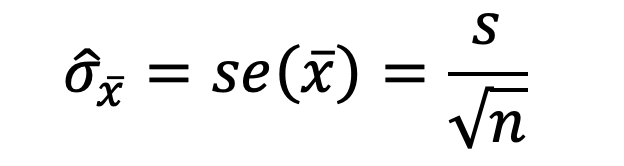 σ̂_x̄ = se(x̄) = s/√n